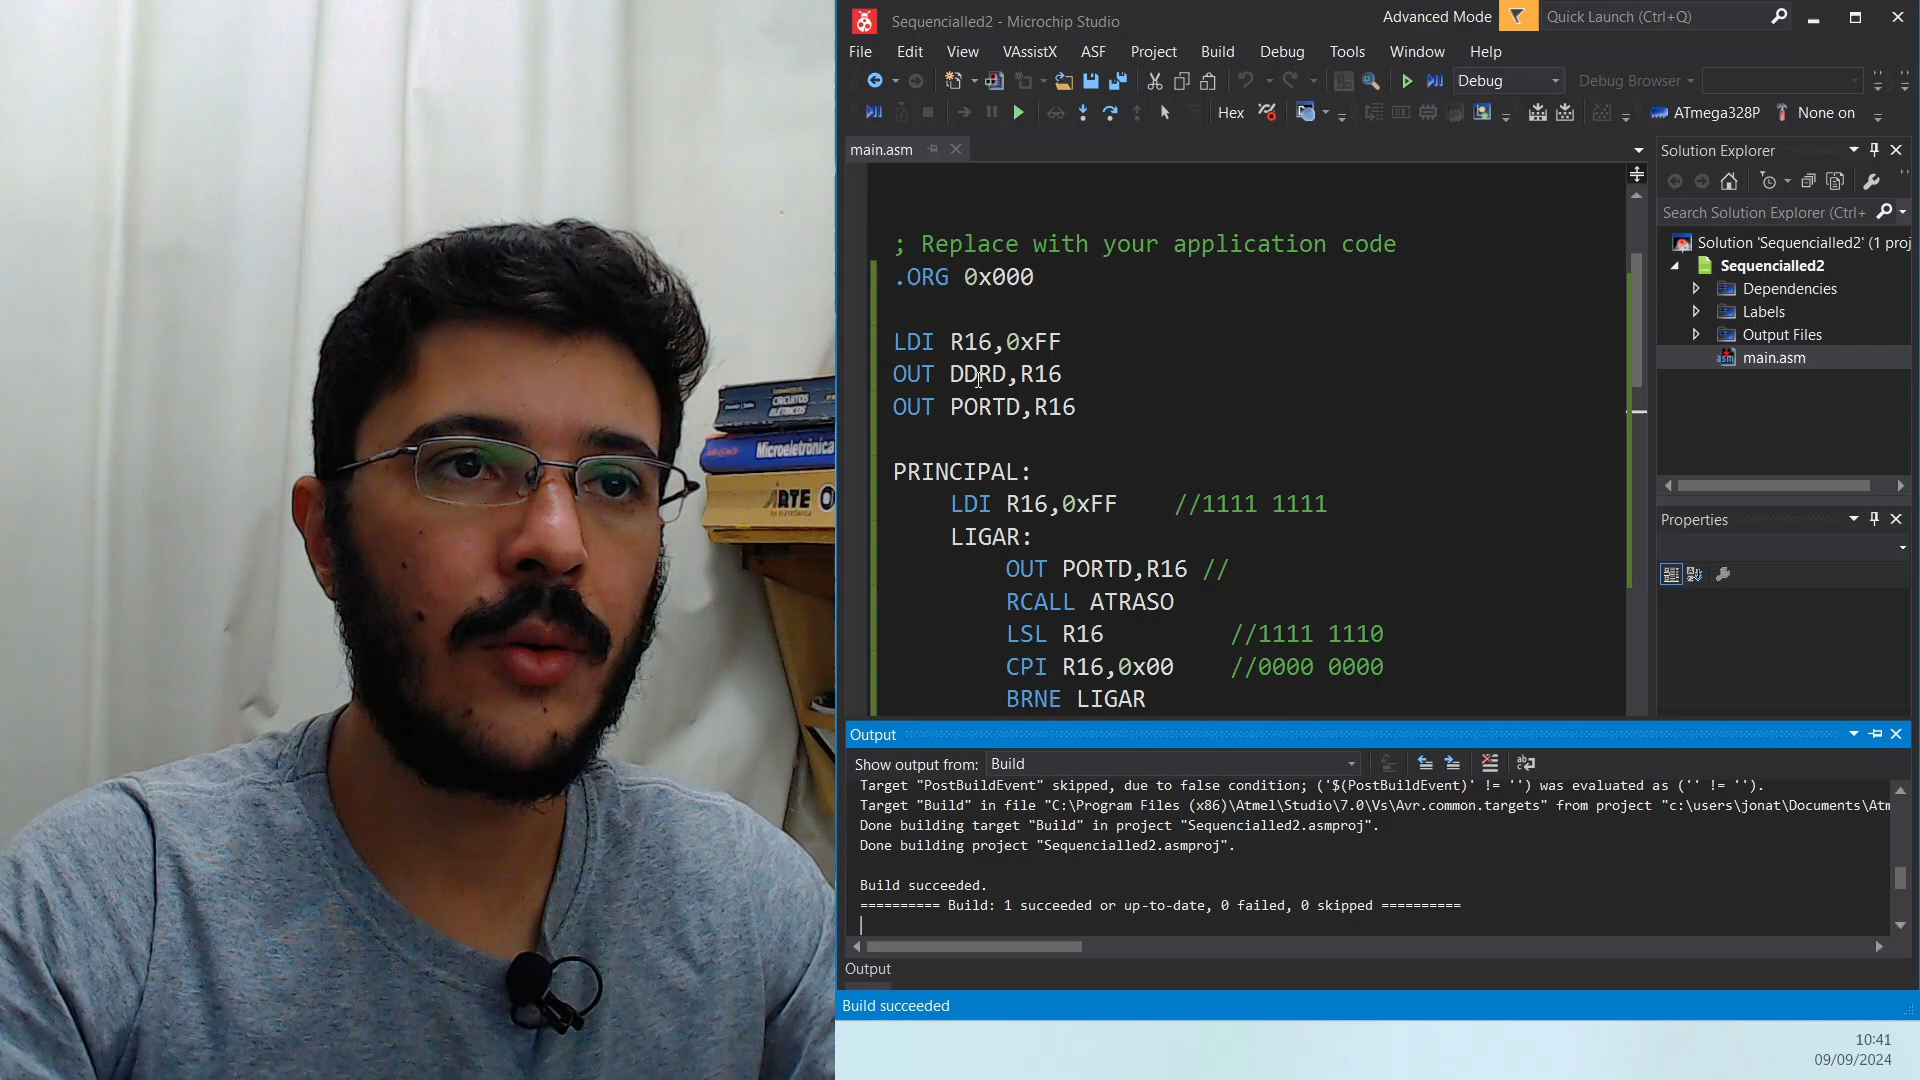 Sequencialled2 - Microchip Studio
Advanced Mode
Quick Launch (Ctrl+Q)
File Edit View VAssistX ASF Project Build Debug Tools Window Help
Debug
Debug Browser
Hex
ATmega328P
None on
main.asm
; Replace with your application code
.ORG 0x000
LDI R16,0xFF
OUT DDRD,R16
OUT PORTD,R16
PRINCIPAL:
LDI R16,0xFF //1111 1111
LIGAR:
OUT PORTD,R16 //
RCALL ATRASO
LSL R16 //1111 1110
CPI R16,0x00 //0000 0000
BRNE LIGAR
Solution Explorer
Search Solution Explorer (Ctrl+
Solution 'Sequencialled2' (1 proj
Sequencialled2
Dependencies
Labels
Output Files
asm main.asm
Properties
Output
Show output from: Build
Target "PostBuildEvent" skipped, due to false condition; ('$(PostBuildEvent)' != '') was evaluated as ('' != '').
Target "Build" in file "C:\Program Files (x86)\Atmel\Studio\7.0\Vs\Avr.common.targets" from project "c:\users\jonat\Documents\Atm
Done building target "Build" in project "Sequencialled2.asmproj".
Done building project "Sequencialled2.asmproj".
Build succeeded.
========== Build: 1 succeeded or up-to-date, 0 failed, 0 skipped ==========
Output
Build succeeded
10:41
09/09/2024
CIRCUITOS
ELÉTRICOS
Microeletrônica
ARTE